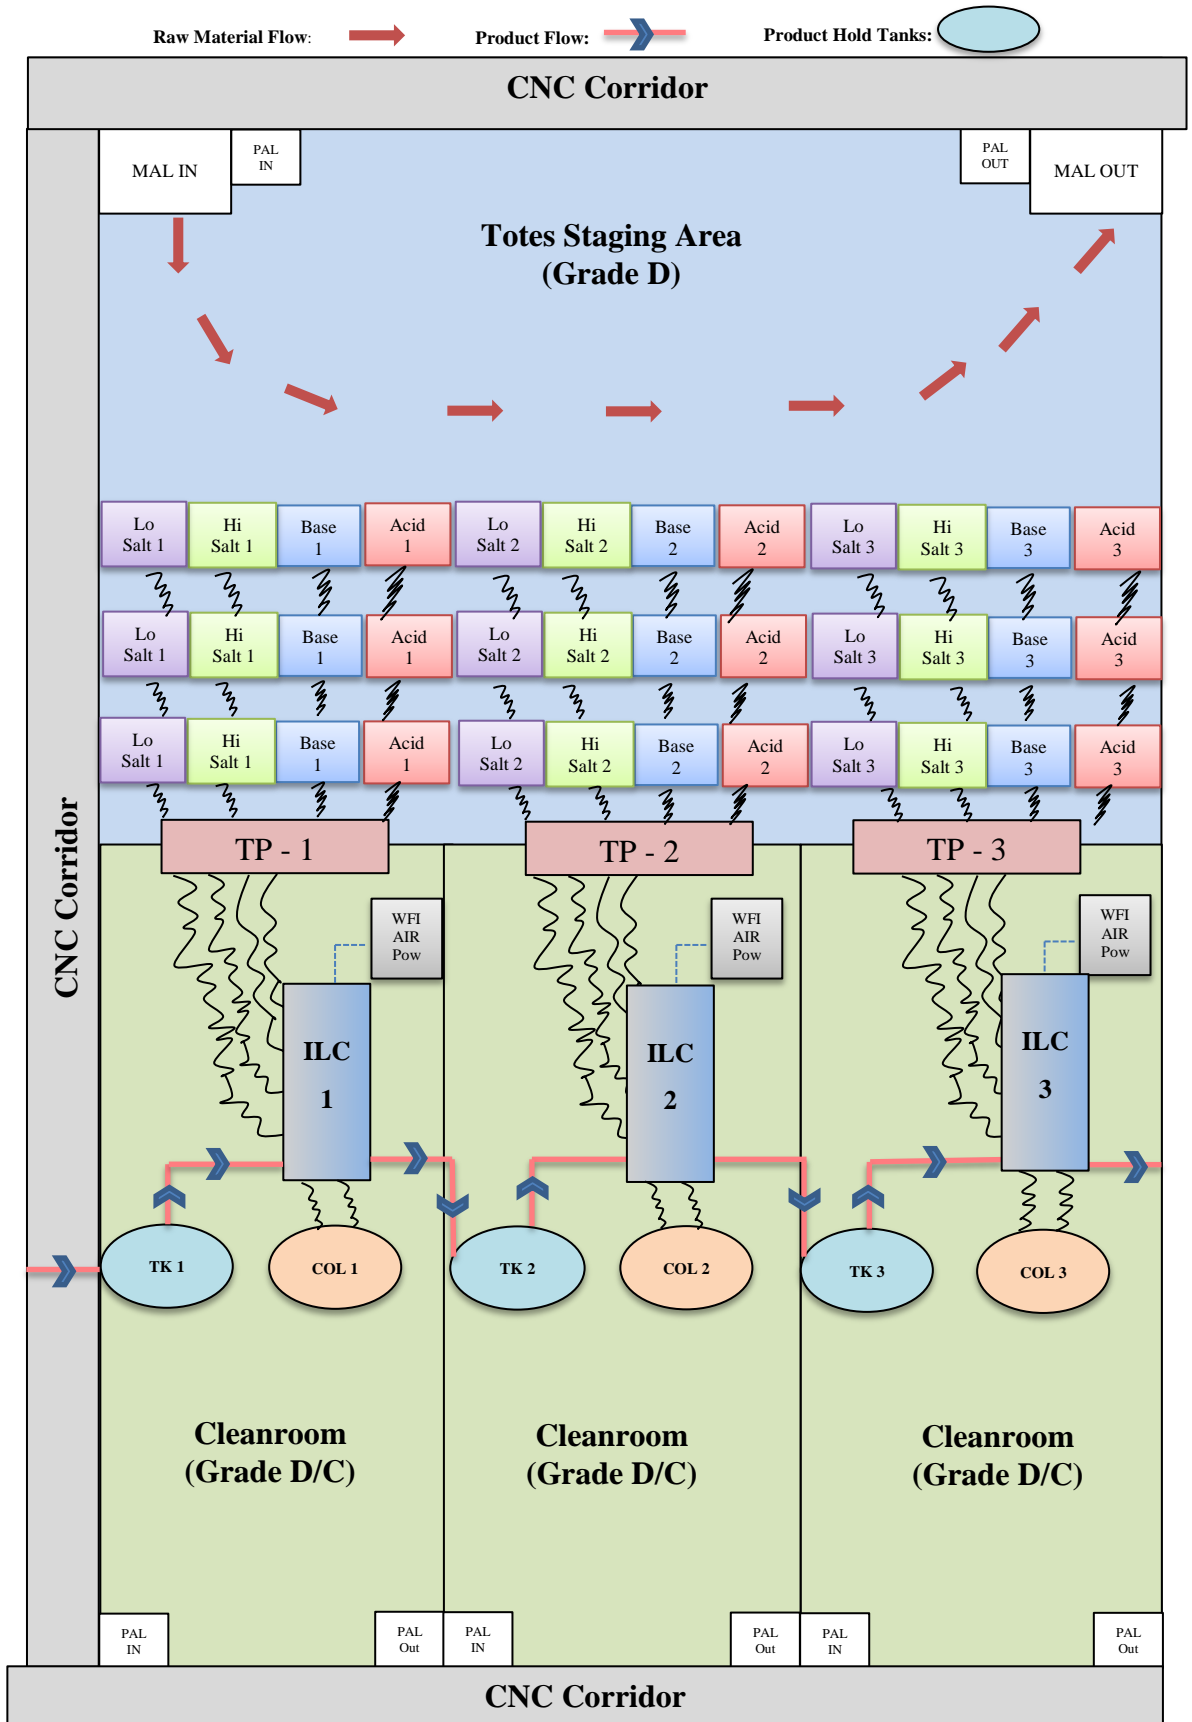 Raw Material Flow:
Product Flow:
Product Hold Tanks:
CNC Corridor
MAL IN
PAL
IN
PAL
OUT
MAL OUT
Totes Staging Area
(Grade D)
CNC Corridor
Lo
Salt 1
Hi
Salt 1
Base
1
Acid
1
Lo
Salt 2
Hi
Salt 2
Base
2
Acid
2
Lo
Salt 3
Hi
Salt 3
Base
3
Acid
3
Lo
Salt 1
Hi
Salt 1
Base
1
Acid
1
Lo
Salt 2
Hi
Salt 2
Base
2
Acid
2
Lo
Salt 3
Hi
Salt 3
Base
3
Acid
3
Lo
Salt 1
Hi
Salt 1
Base
1
Acid
1
Lo
Salt 2
Hi
Salt 2
Base
2
Acid
2
Lo
Salt 3
Hi
Salt 3
Base
3
Acid
3
TP - 1
TP - 2
TP - 3
WFI
AIR
Pow
WFI
AIR
Pow
WFI
AIR
Pow
ILC
1
ILC
2
ILC
3
TK 1
COL 1
TK 2
COL 2
TK 3
COL 3
Cleanroom
(Grade D/C)
Cleanroom
(Grade D/C)
Cleanroom
(Grade D/C)
PAL
IN
PAL
Out
PAL
IN
PAL
Out
PAL
IN
PAL
Out
CNC Corridor